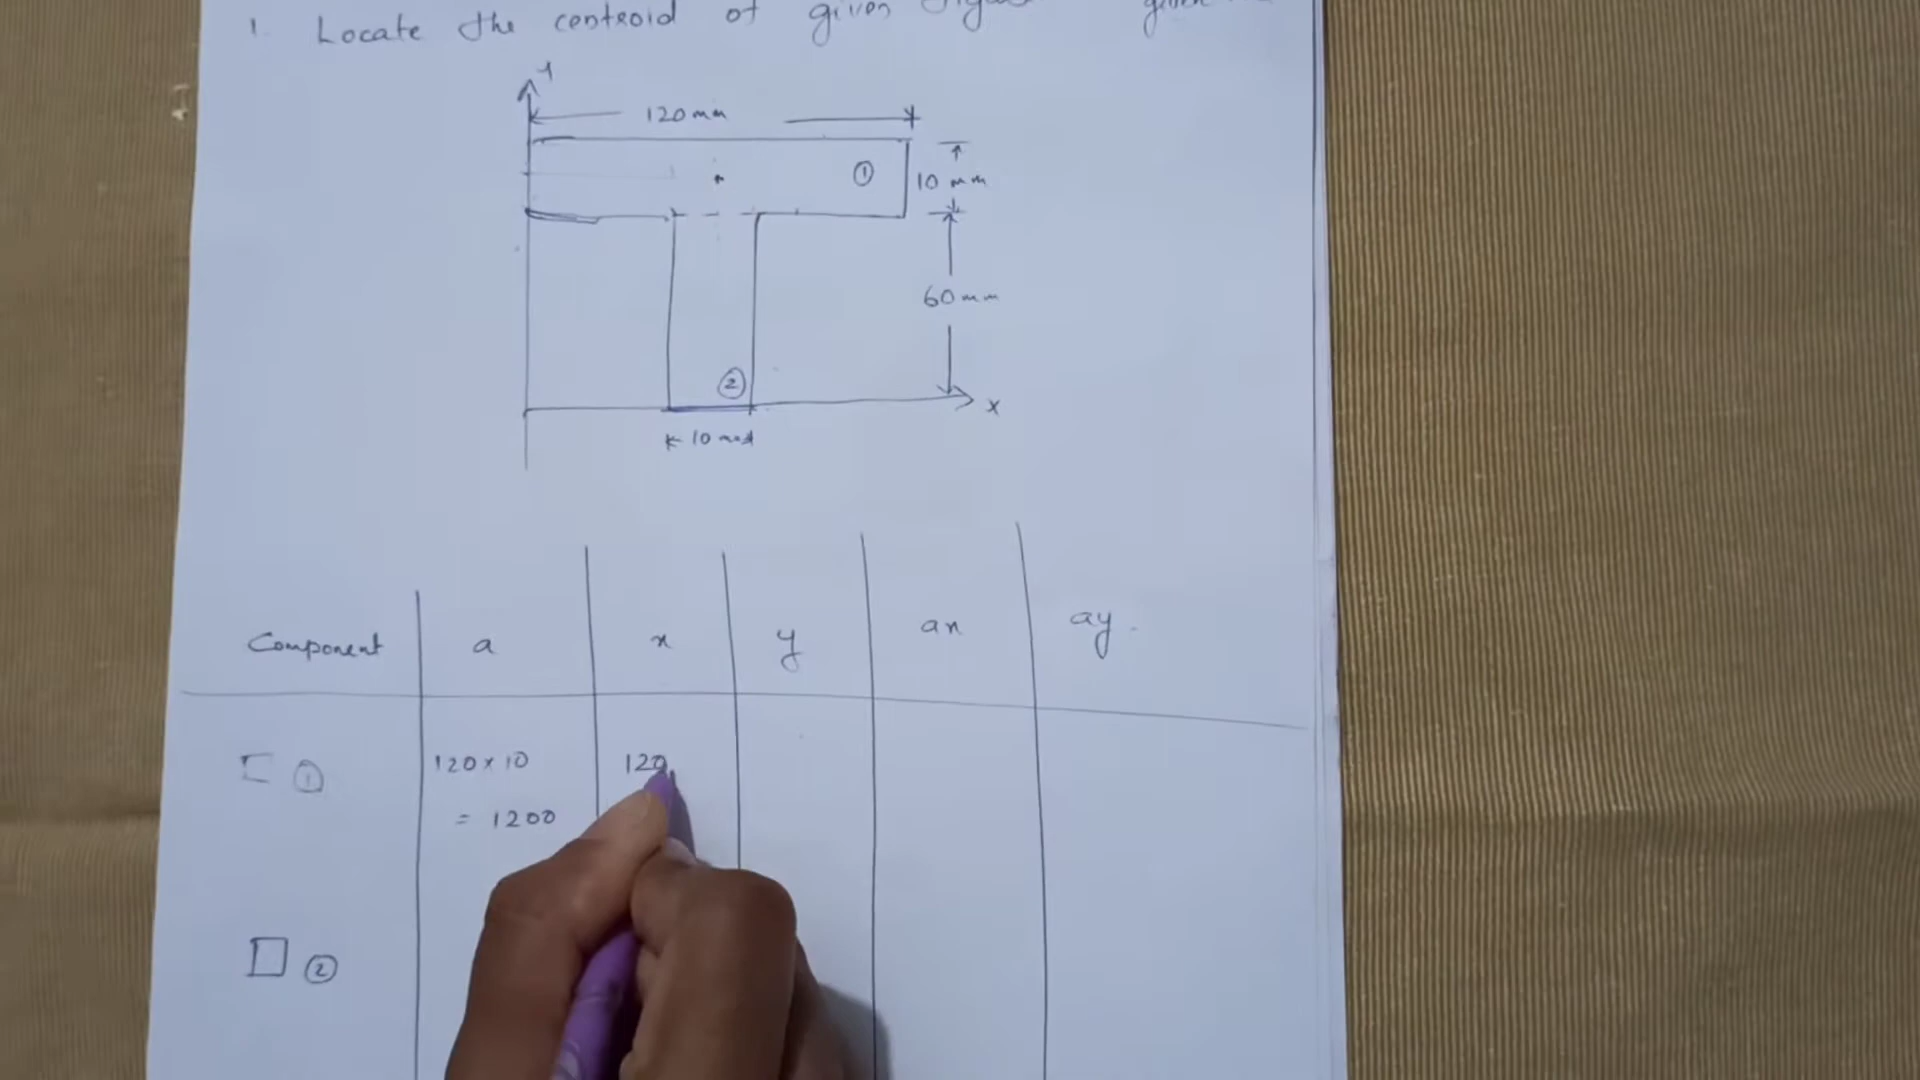 1. Locate the centroid of given
Y
120 mm
①
10 mm
60 mm
②
x
10 mm
Component a x y ax ay.
① 120 x 10 120
= 1200
②